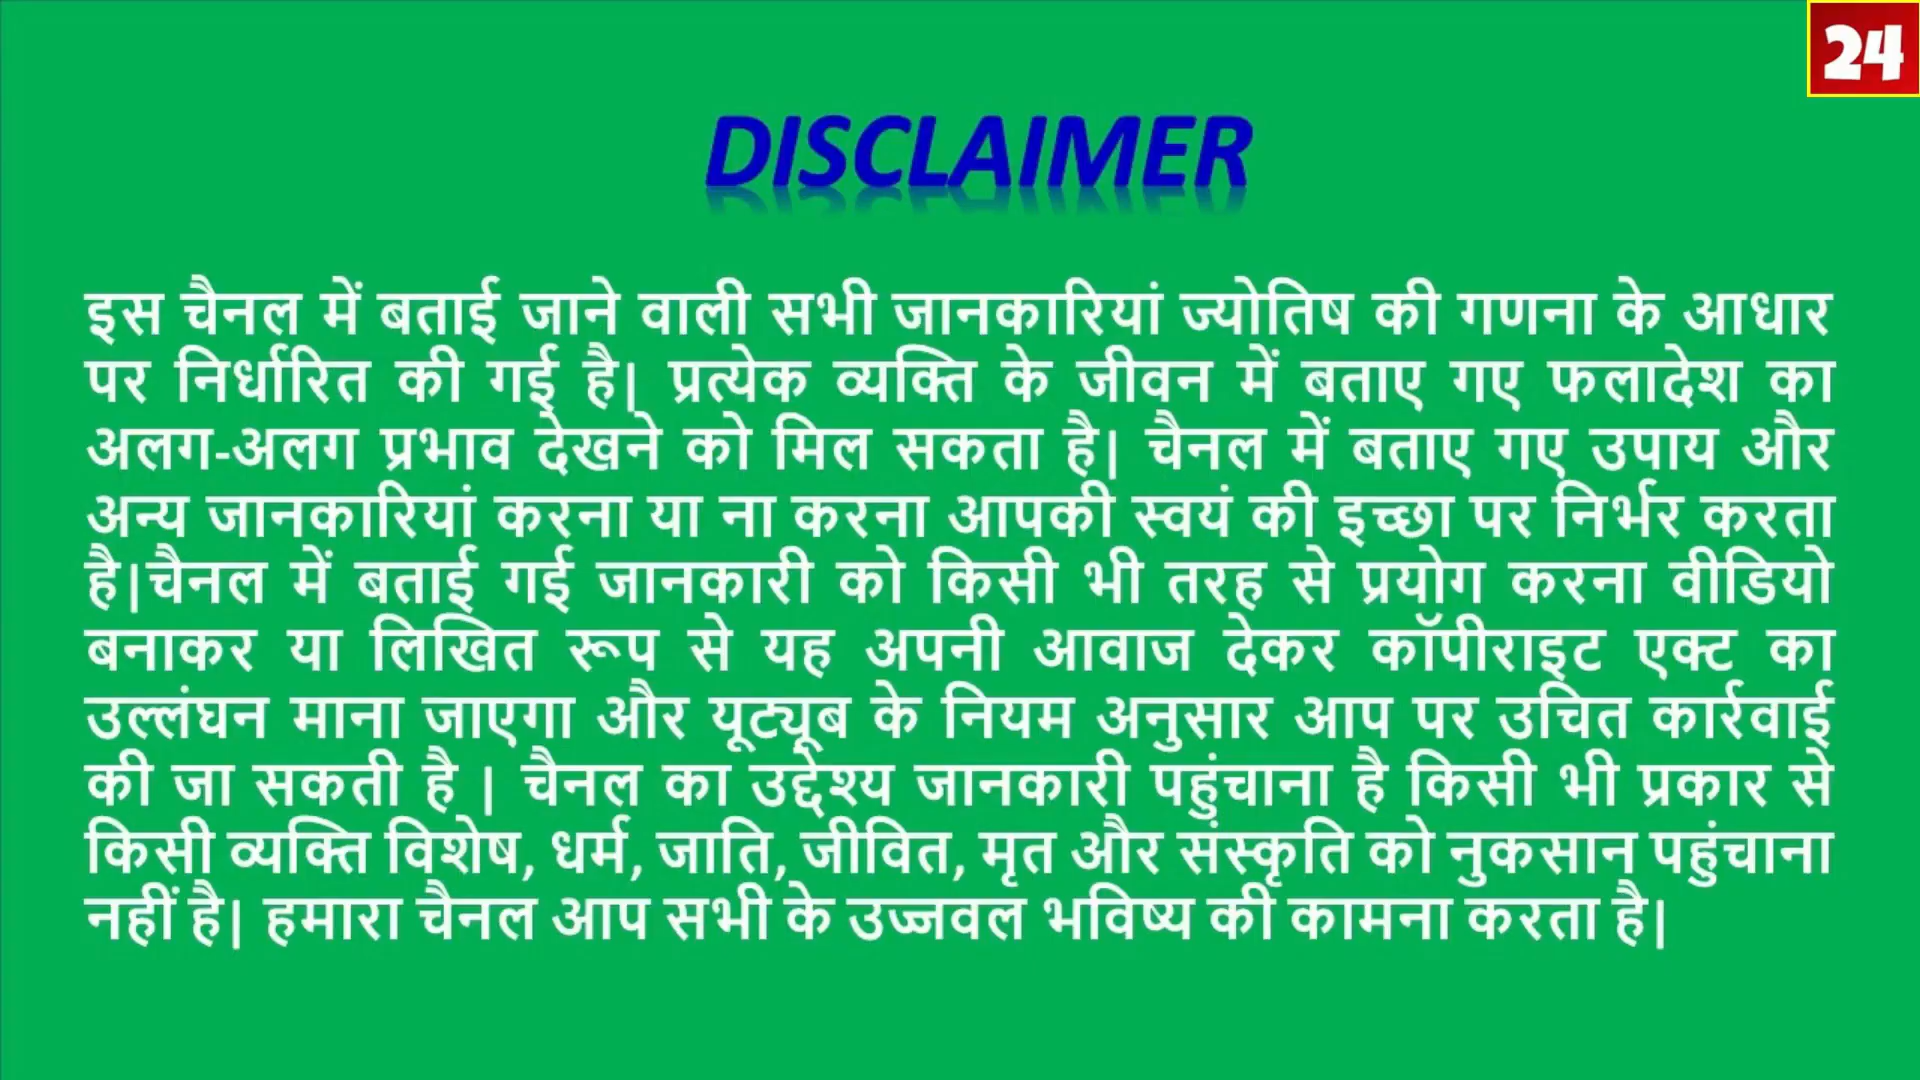 24
DISCLAIMER
इस चैनल में बताई जाने वाली सभी जानकारियां ज्योतिष की गणना के आधार
पर निर्धारित की गई है| प्रत्येक व्यक्ति के जीवन में बताए गए फलादेश का
अलग-अलग प्रभाव देखने को मिल सकता है| चैनल में बताए गए उपाय और
अन्य जानकारियां करना या ना करना आपकी स्वयं की इच्छा पर निर्भर करता
है|चैनल में बताई गई जानकारी को किसी भी तरह से प्रयोग करना वीडियो
बनाकर या लिखित रूप से यह अपनी आवाज देकर कॉपीराइट एक्ट का
उल्लंघन माना जाएगा और यूट्यूब के नियम अनुसार आप पर उचित कार्रवाई
की जा सकती है | चैनल का उद्देश्य जानकारी पहुंचाना है किसी भी प्रकार से
किसी व्यक्ति विशेष, धर्म, जाति, जीवित, मृत और संस्कृति को नुकसान पहुंचाना
नहीं है| हमारा चैनल आप सभी के उज्जवल भविष्य की कामना करता है|